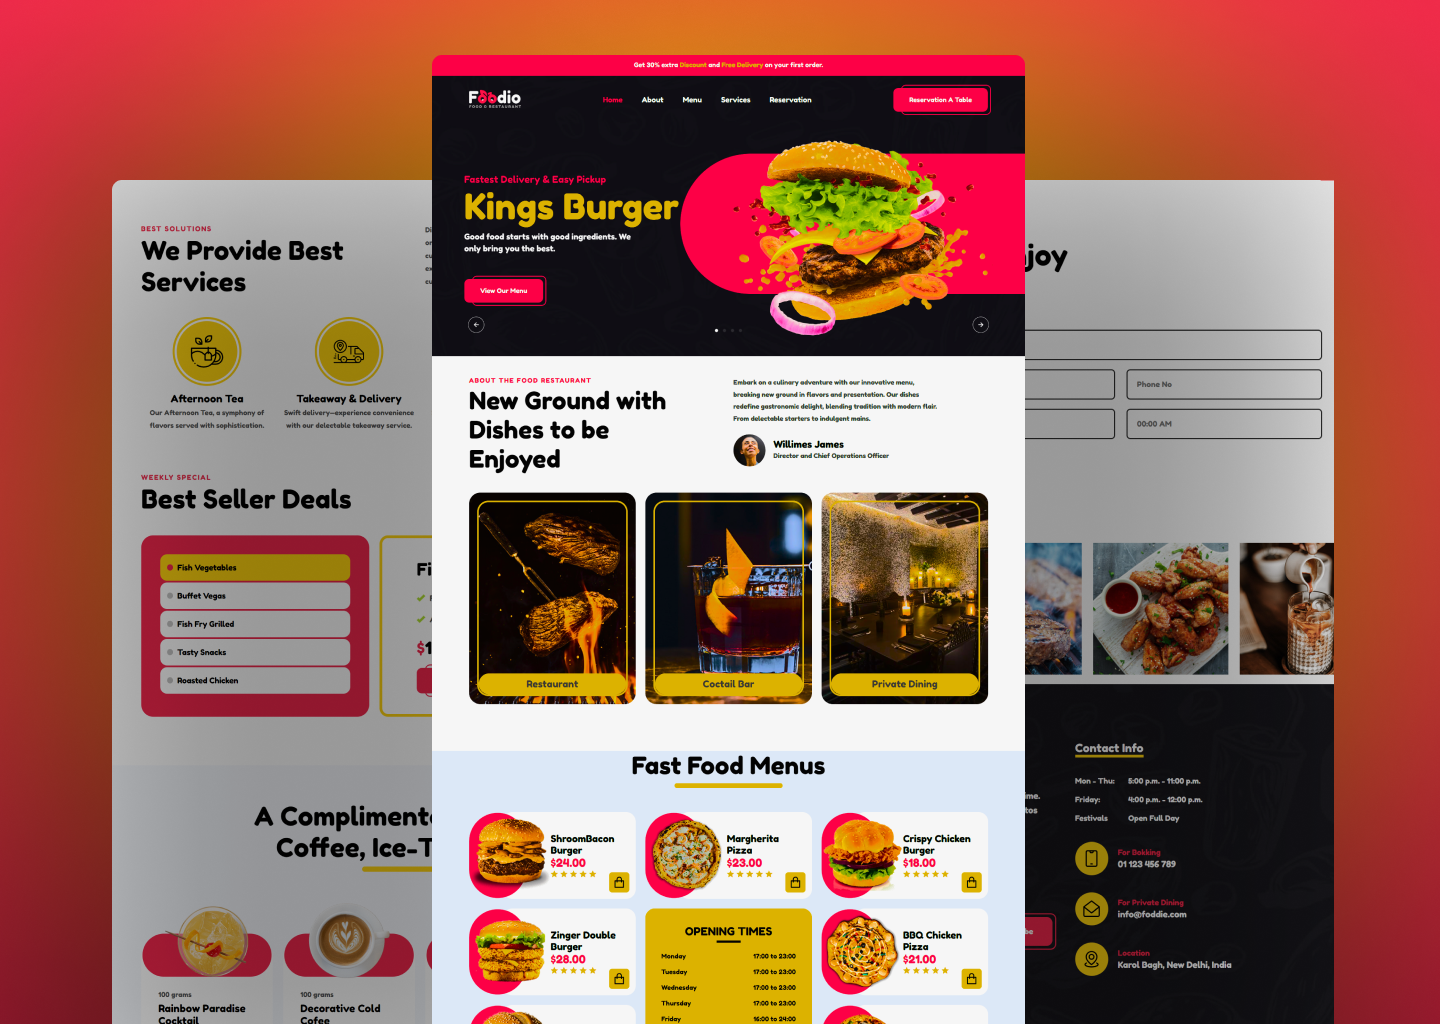 Get 30% extra Discount and Free Delivery on your first order.
Foodio
FOOD & RESTAURANT
Home
About
Menu
Services
Reservation
Reservation A Table
Fastest Delivery & Easy Pickup
Kings Burger
Good food starts with good ingredients. We
only bring you the best.
View Our Menu
ABOUT THE FOOD RESTAURANT
New Ground with
Dishes to be
Enjoyed
Embark on a culinary adventure with our innovative menu,
breaking new ground in flavors and presentation. Our dishes
redefine gastronomic delight, blending tradition with modern flair.
From delectable starters to indulgent mains.
Willimes James
Director and Chief Operations Officer
Restaurant
Coctail Bar
Private Dining
Fast Food Menus
ShroomBacon
Burger
$24.00
Margherita
Pizza
$23.00
Crispy Chicken
Burger
$18.00
Zinger Double
Burger
$28.00
OPENING TIMES
Monday 17:00 to 23:00
Tuesday 17:00 to 23:00
Wednesday 17:00 to 23:00
Thursday 17:00 to 23:00
Friday 16:00 to 24:00
BBQ Chicken
Pizza
$21.00
BEST SOLUTIONS
We Provide Best
Services
Afternoon Tea
Our Afternoon Tea, a symphony of
flavors served with sophistication.
Takeaway & Delivery
Swift delivery—experience convenience
with our delectable takeaway service.
WEEKLY SPECIAL
Best Seller Deals
Fish Vegetables
Buffet Vegas
Fish Fry Grilled
Tasty Snacks
Roasted Chicken
Fi
$1
A Complimente
Coffee, Ice-T
100 grams
Rainbow Paradise
Cocktail
100 grams
Decorative Cold
Cofee
njoy
Phone No
00:00 AM
ime.
tos
be
Contact Info
Mon - Thu: 5:00 p.m. - 11:00 p.m.
Friday: 4:00 p.m. - 12:00 p.m.
Festivals Open Full Day
For Bokking
01 123 456 789
For Private Dining
info@foddie.com
Location
Karol Bagh, New Delhi, India